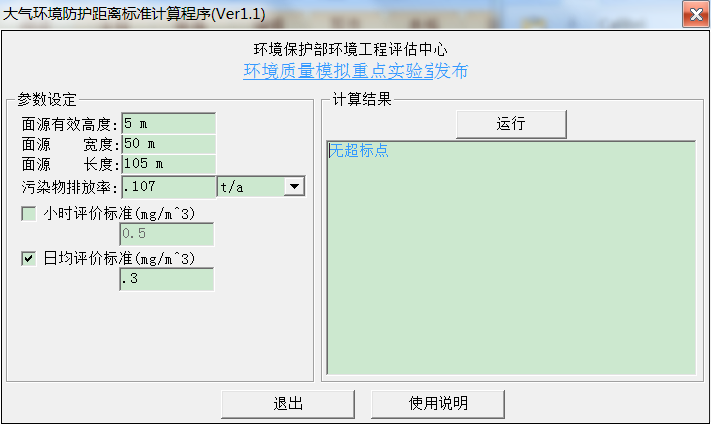 大气环境防护距离标准计算程序(Ver1.1)
环境保护部环境工程评估中心
环境质量模拟重点实验室发布
参数设定
面源有效高度:5 m
面源 宽度:50 m
面源 长度:105 m
污染物排放率:.107 t/a
小时评价标准(mg/m^3)
0.5
日均评价标准(mg/m^3)
.3
计算结果
运行
无超标点
退出
使用说明